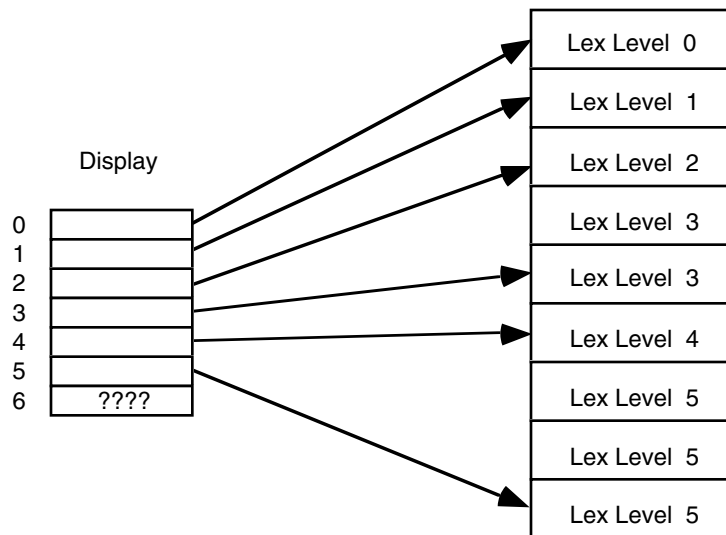 Display
0
1
2
3
4
5
6 ????
Lex Level 0
Lex Level 1
Lex Level 2
Lex Level 3
Lex Level 3
Lex Level 4
Lex Level 5
Lex Level 5
Lex Level 5